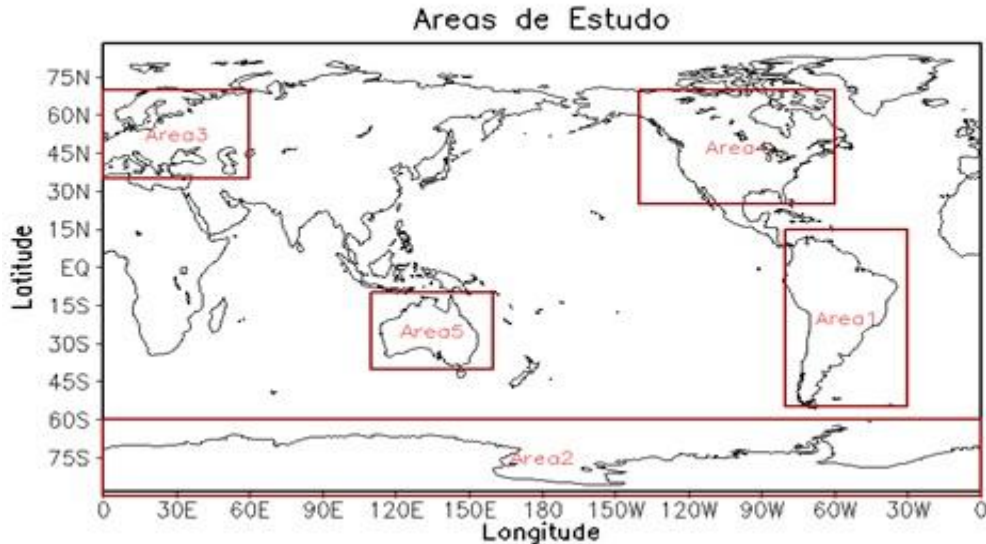 Areas de Estudo
75N
60N
45N
30N
15N
EQ
15S
30S
45S
60S
75S
Latitude
Area3
Area4
Area5
Area1
Area2
0 30E 60E 90E 120E 150E 180 150W 120W 90W 60W 30W 0
Longitude